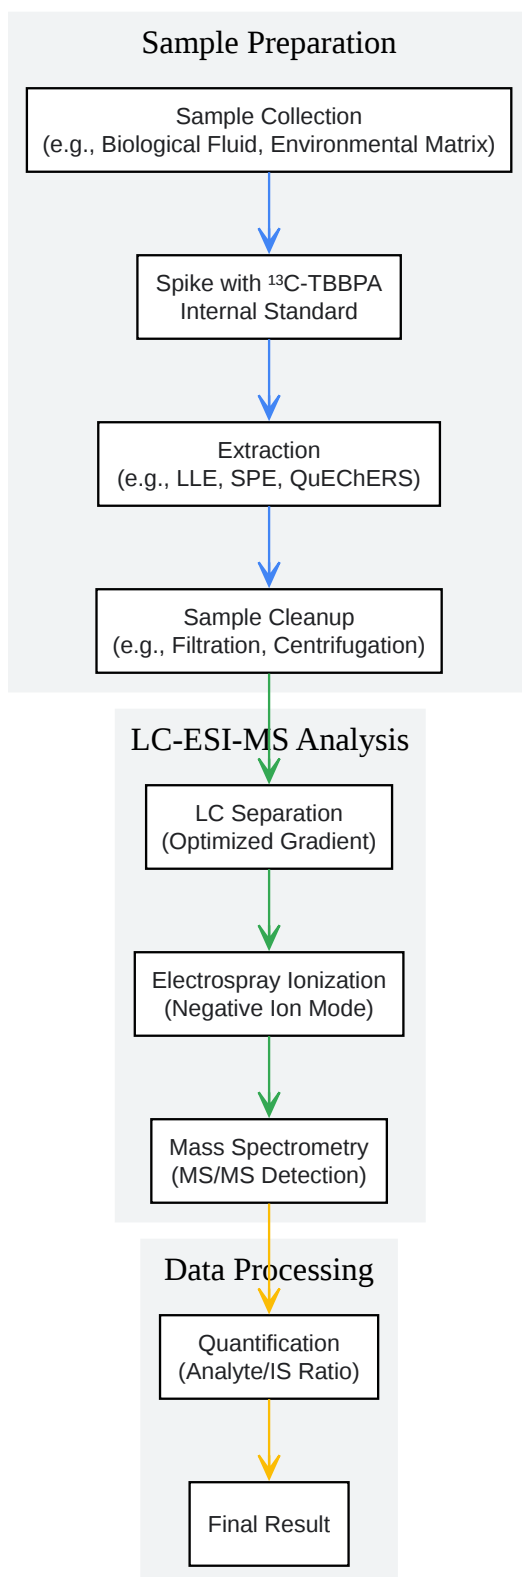 Sample Preparation
Sample Collection
(e.g., Biological Fluid, Environmental Matrix)
Spike with ¹³C-TBBPA
Internal Standard
Extraction
(e.g., LLE, SPE, QuEChERS)
Sample Cleanup
(e.g., Filtration, Centrifugation)
LC-ESI-MS Analysis
LC Separation
(Optimized Gradient)
Electrospray Ionization
(Negative Ion Mode)
Mass Spectrometry
(MS/MS Detection)
Data Processing
Quantification
(Analyte/IS Ratio)
Final Result